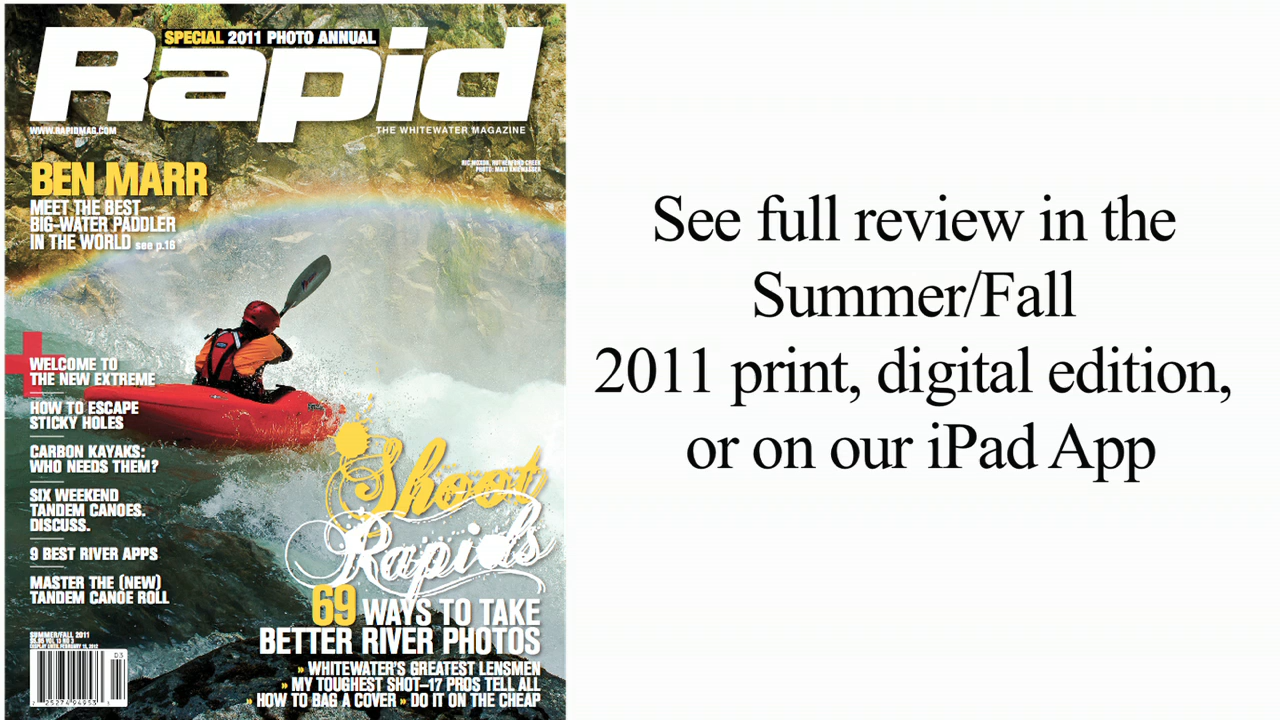 SPECIAL 2011 PHOTO ANNUAL
Rapid
WWW.RAPIDMAG.COM
THE WHITEWATER MAGAZINE
BEN MARR
MEET THE BEST
BIG-WATER PADDLER
IN THE WORLD see p.16
WELCOME TO
THE NEW EXTREME
HOW TO ESCAPE
STICKY HOLES
CARBON KAYAKS:
WHO NEEDS THEM?
SIX WEEKEND
TANDEM CANOES.
DISCUSS.
9 BEST RIVER APPS
MASTER THE (NEW)
TANDEM CANOE ROLL
SUMMER/FALL 2011
Shoot
Rapids
69 WAYS TO TAKE
BETTER RIVER PHOTOS
» WHITEWATER'S GREATEST LENSMEN
» MY TOUGHEST SHOT–17 PROS TELL ALL
» HOW TO BAG A COVER » DO IT ON THE CHEAP
See full review in the
Summer/Fall
2011 print, digital edition,
or on our iPad App